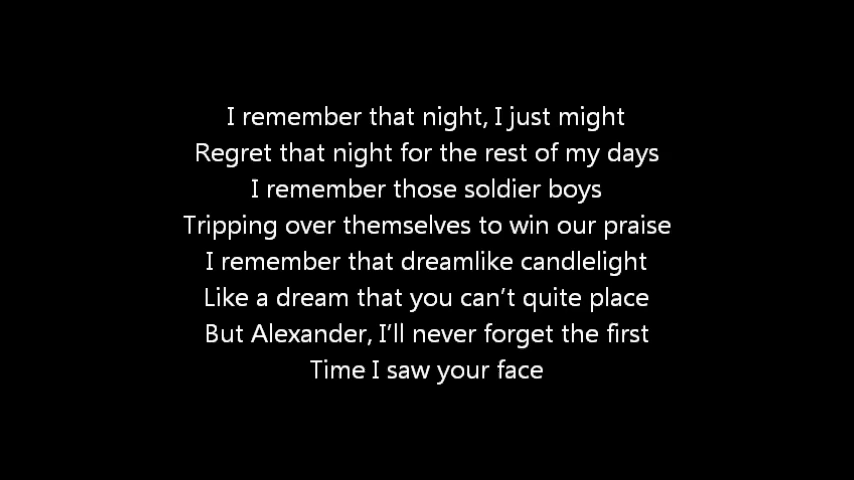 I remember that night, I just might
Regret that night for the rest of my days
I remember those soldier boys
Tripping over themselves to win our praise
I remember that dreamlike candlelight
Like a dream that you can’t quite place
But Alexander, I’ll never forget the first
Time I saw your face